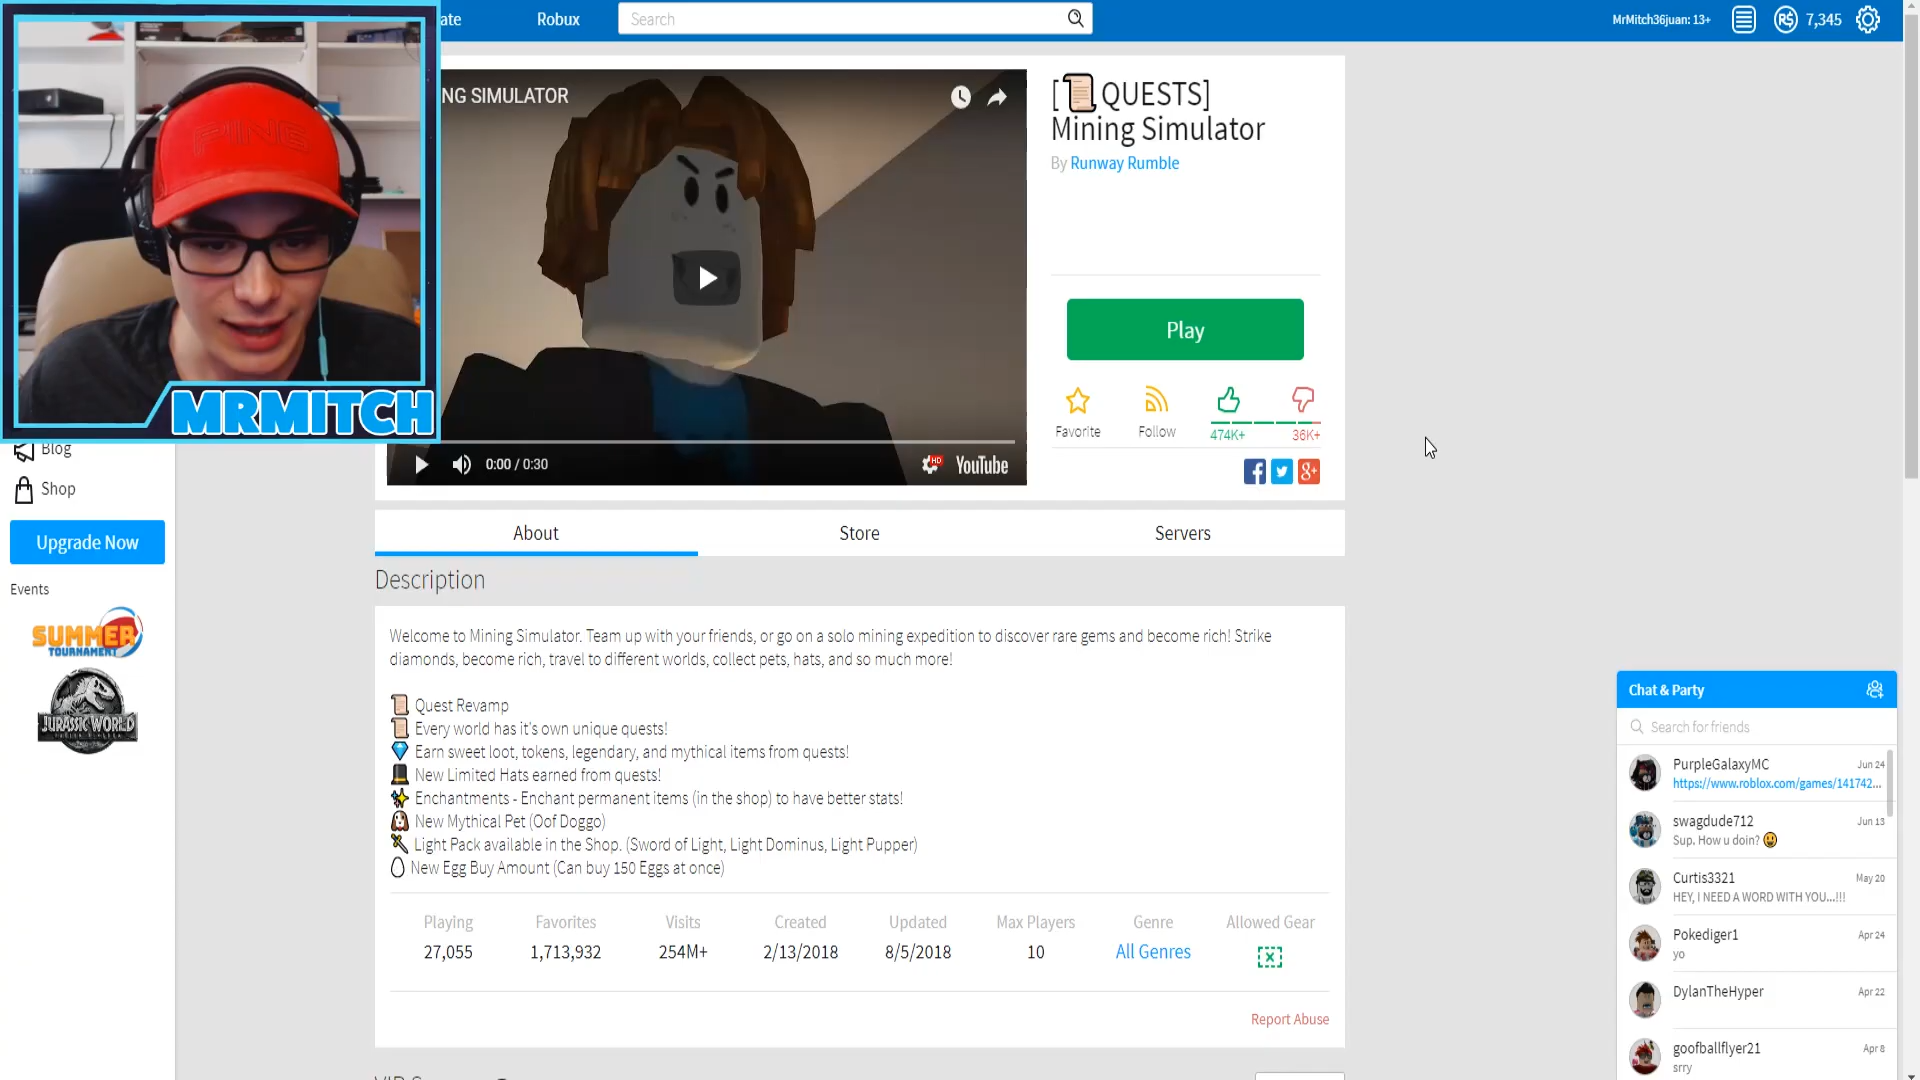 ate
Robux
Search
MrMitch36juan: 13+
R$ 7,345
PING
MRMITCH
NG SIMULATOR
0:00 / 0:30
HD
YouTube
[📜QUESTS]
Mining Simulator
By Runway Rumble
Play
Favorite
Follow
474K+
36K+
f
g+
Blog
Shop
Upgrade Now
Events
SUMMER
TOURNAMENT
JURASSIC WORLD
About
Store
Servers
Description
Welcome to Mining Simulator. Team up with your friends, or go on a solo mining expedition to discover rare gems and become rich! Strike
diamonds, become rich, travel to different worlds, collect pets, hats, and so much more!
📜 Quest Revamp
📜 Every world has it's own unique quests!
💎 Earn sweet loot, tokens, legendary, and mythical items from quests!
🎩 New Limited Hats earned from quests!
✨ Enchantments - Enchant permanent items (in the shop) to have better stats!
🐶 New Mythical Pet (Oof Doggo)
🗡 Light Pack available in the Shop. (Sword of Light, Light Dominus, Light Pupper)
🥚 New Egg Buy Amount (Can buy 150 Eggs at once)
Playing Favorites Visits Created Updated Max Players Genre Allowed Gear
27,055 1,713,932 254M+ 2/13/2018 8/5/2018 10 All Genres
Report Abuse
Chat & Party
Search for friends
PurpleGalaxyMC Jun 24
https://www.roblox.com/games/141742...
swagdude712 Jun 13
Sup. How u doin? 😃
Curtis3321 May 20
HEY, I NEED A WORD WITH YOU...!!!
Pokediger1 Apr 24
yo
DylanTheHyper Apr 22
goofballflyer21 Apr 8
srry